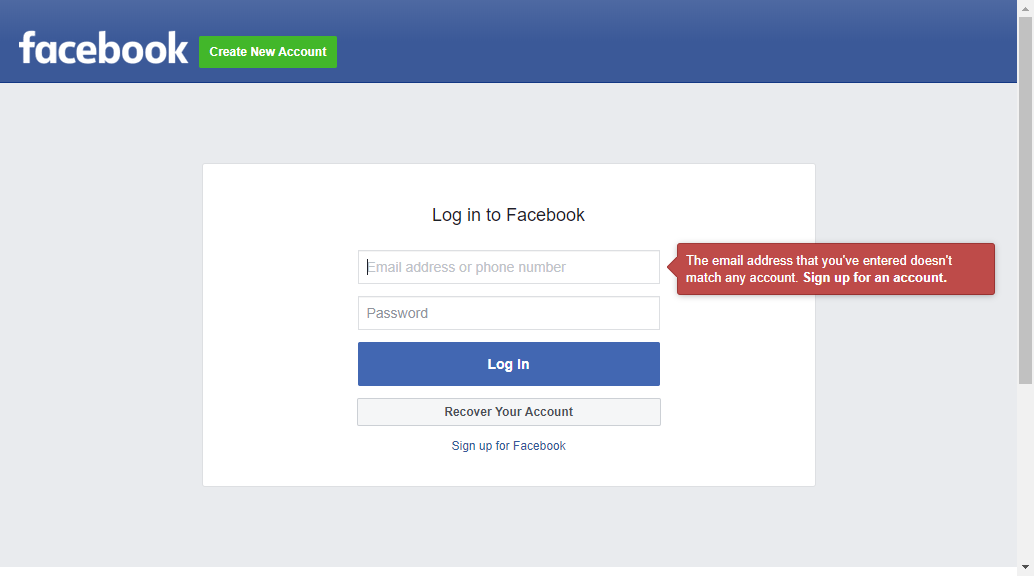 facebook
Create New Account
Log in to Facebook
Email address or phone number
The email address that you've entered doesn't
match any account. Sign up for an account.
Password
Log In
Recover Your Account
Sign up for Facebook